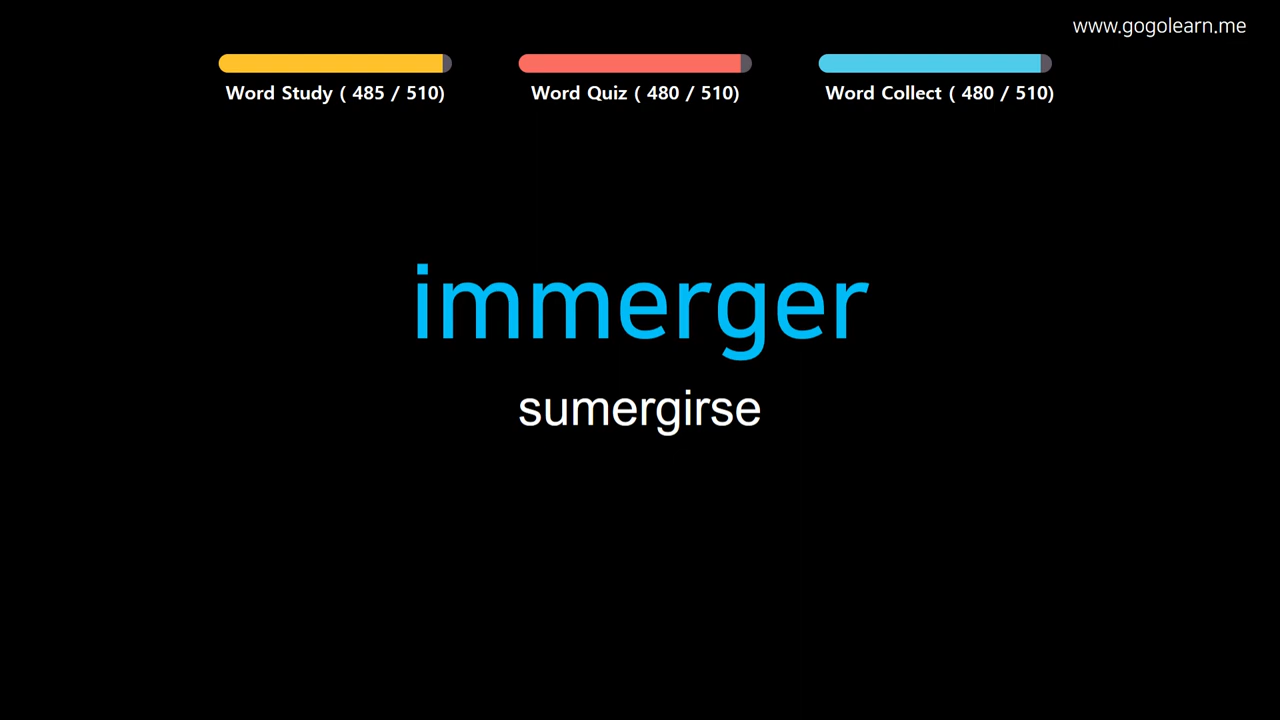 www.gogolearn.me
Word Study ( 485 / 510)
Word Quiz ( 480 / 510)
Word Collect ( 480 / 510)
immerger
sumergirse